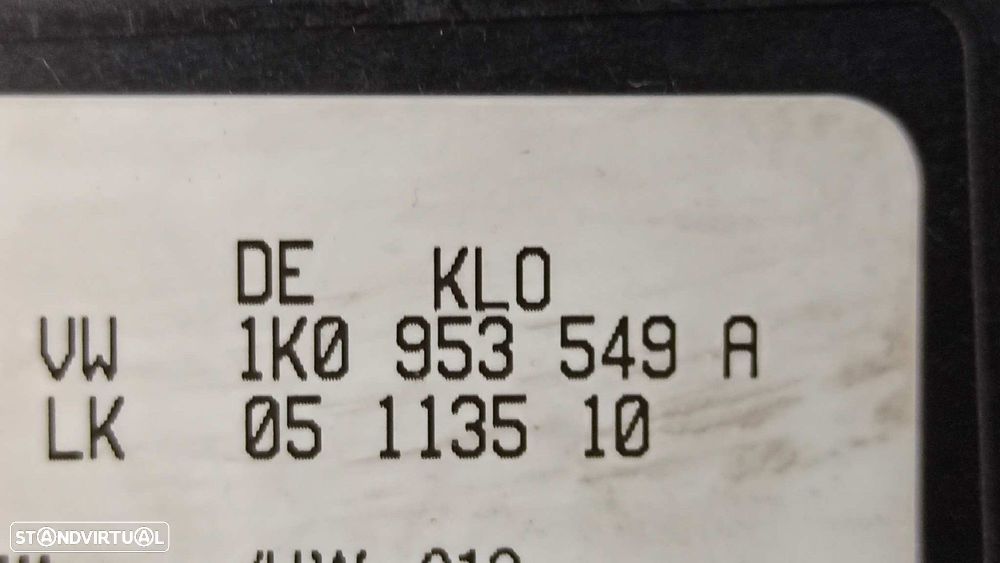 DE KLO
VW 1K0 953 549 A
LK 05 1135 10
STANDVIRTUAL